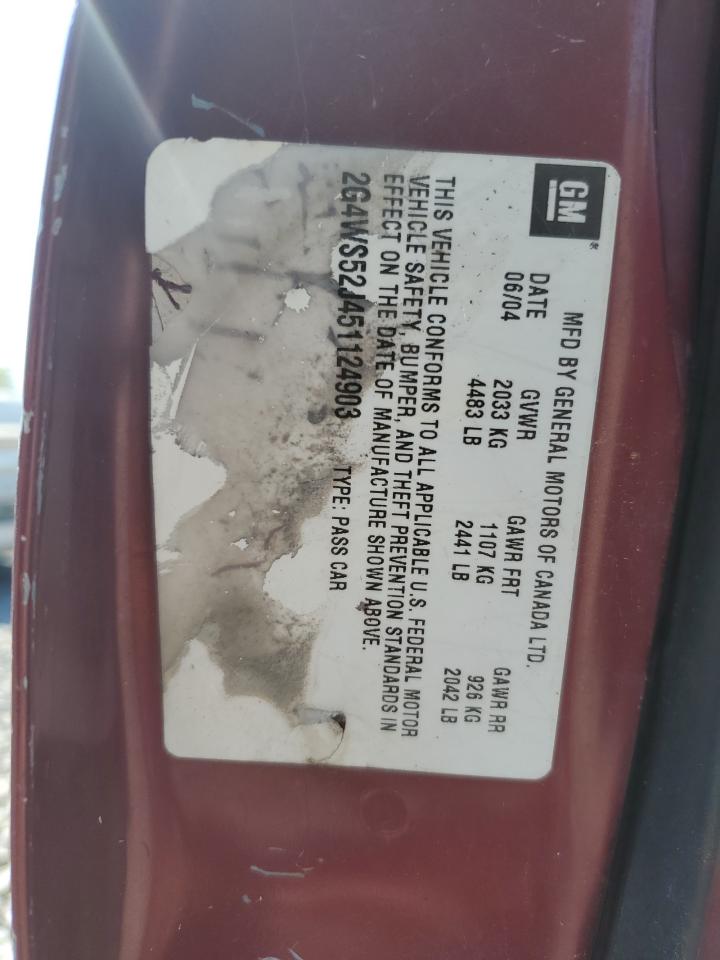 GM
MFD BY GENERAL MOTORS OF CANADA LTD.
DATE GVWR GAWR FRT GAWR RR
06/04 2033 KG 1107 KG 926 KG
4483 LB 2441 LB 2042 LB
THIS VEHICLE CONFORMS TO ALL APPLICABLE U.S. FEDERAL MOTOR
VEHICLE SAFETY, BUMPER, AND THEFT PREVENTION STANDARDS IN
EFFECT ON THE DATE OF MANUFACTURE SHOWN ABOVE.
2G4WS52J451124903 TYPE: PASS CAR